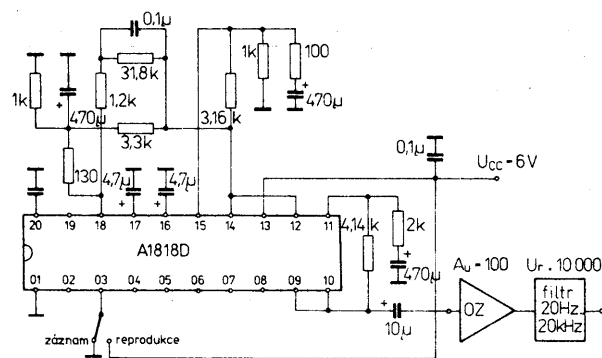 0,1µ
31,8k
1k
470µ
1,2k
3,3k
130
4,7µ
4,7µ
3,16 k
1k
100
+
470µ
0,1µ
UCC = 6V
20 19 18 17 16 15 14 13 12 11
A1818D
01 02 03 04 05 06 07 08 09 10
4,14 k
2k
470µ
10µ
Au = 100
OZ
Ur . 10 000
filtr
20Hz
20kHz
záznam
reprodukce